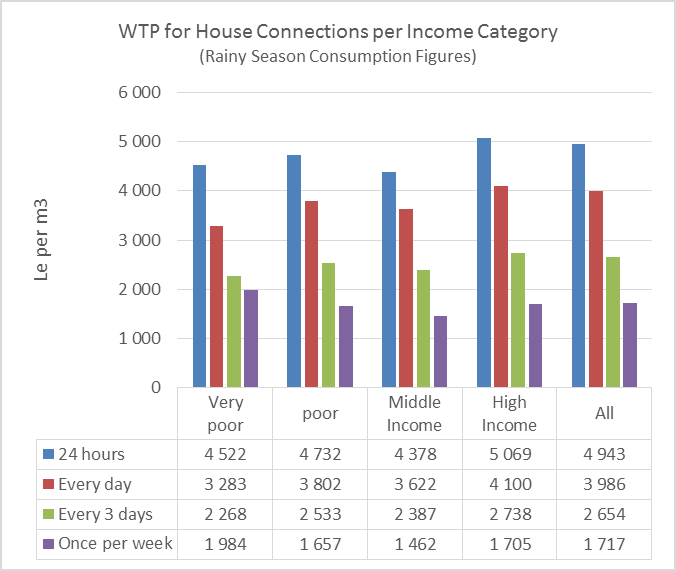 WTP for House Connections per Income Category
(Rainy Season Consumption Figures)
Le per m3
6 000
5 000
4 000
3 000
2 000
1 000
0
Very poor
poor
Middle Income
High Income
All
24 hours 4 522 4 732 4 378 5 069 4 943
Every day 3 283 3 802 3 622 4 100 3 986
Every 3 days 2 268 2 533 2 387 2 738 2 654
Once per week 1 984 1 657 1 462 1 705 1 717